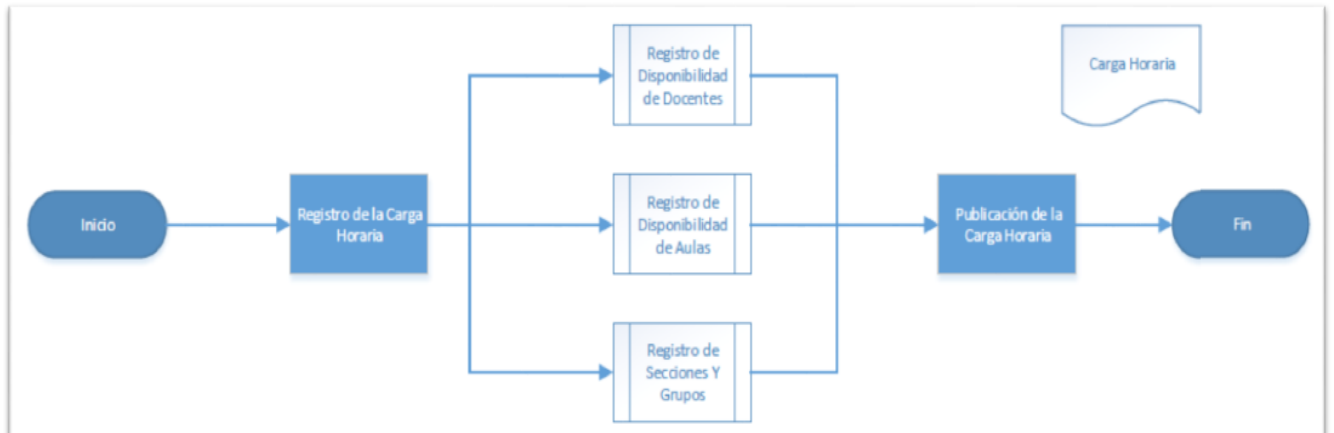 Inicio
Registro de la Carga
Horaria
Registro de
Disponibilidad
de Docentes
Registro de
Disponibilidad
de Aulas
Registro de
Secciones Y
Grupos
Publicación de la
Carga Horaria
Carga Horaria
Fin